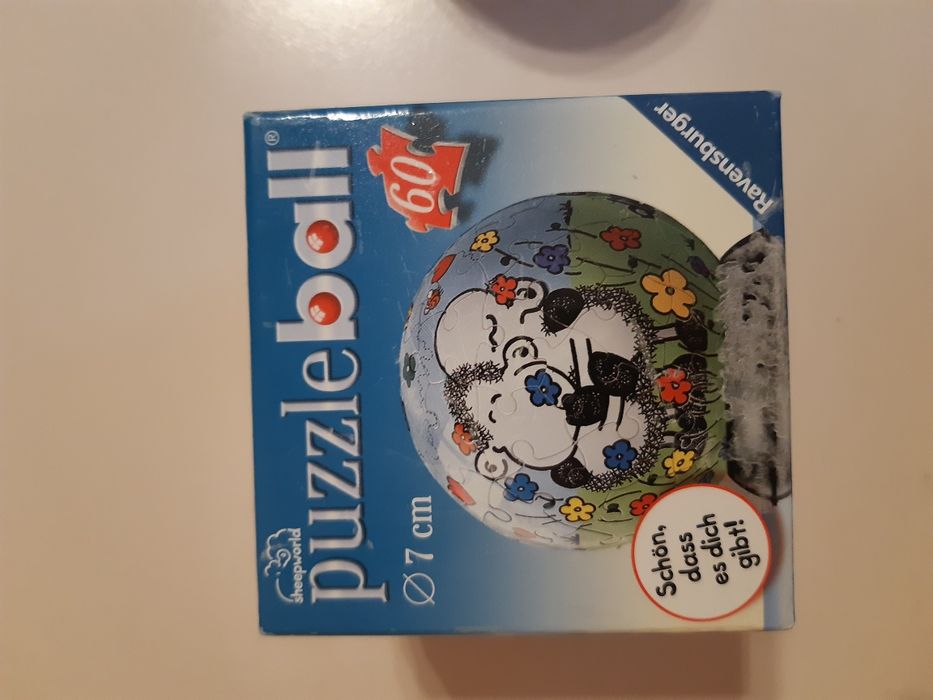 sheepworld
puzzleball®
Ø 7 cm
60
Schön,
dass
es dich
gibt!
Ravensburger